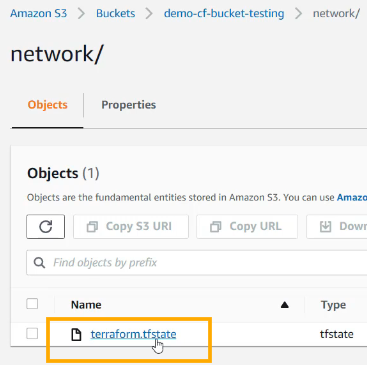 Amazon S3 > Buckets > demo-cf-bucket-testing > network/
network/
Objects Properties
Objects (1)
Objects are the fundamental entities stored in Amazon S3. You can use Amazo
Copy S3 URI Copy URL Down
Find objects by prefix
Name ▲ Type
terraform.tfstate tfstate